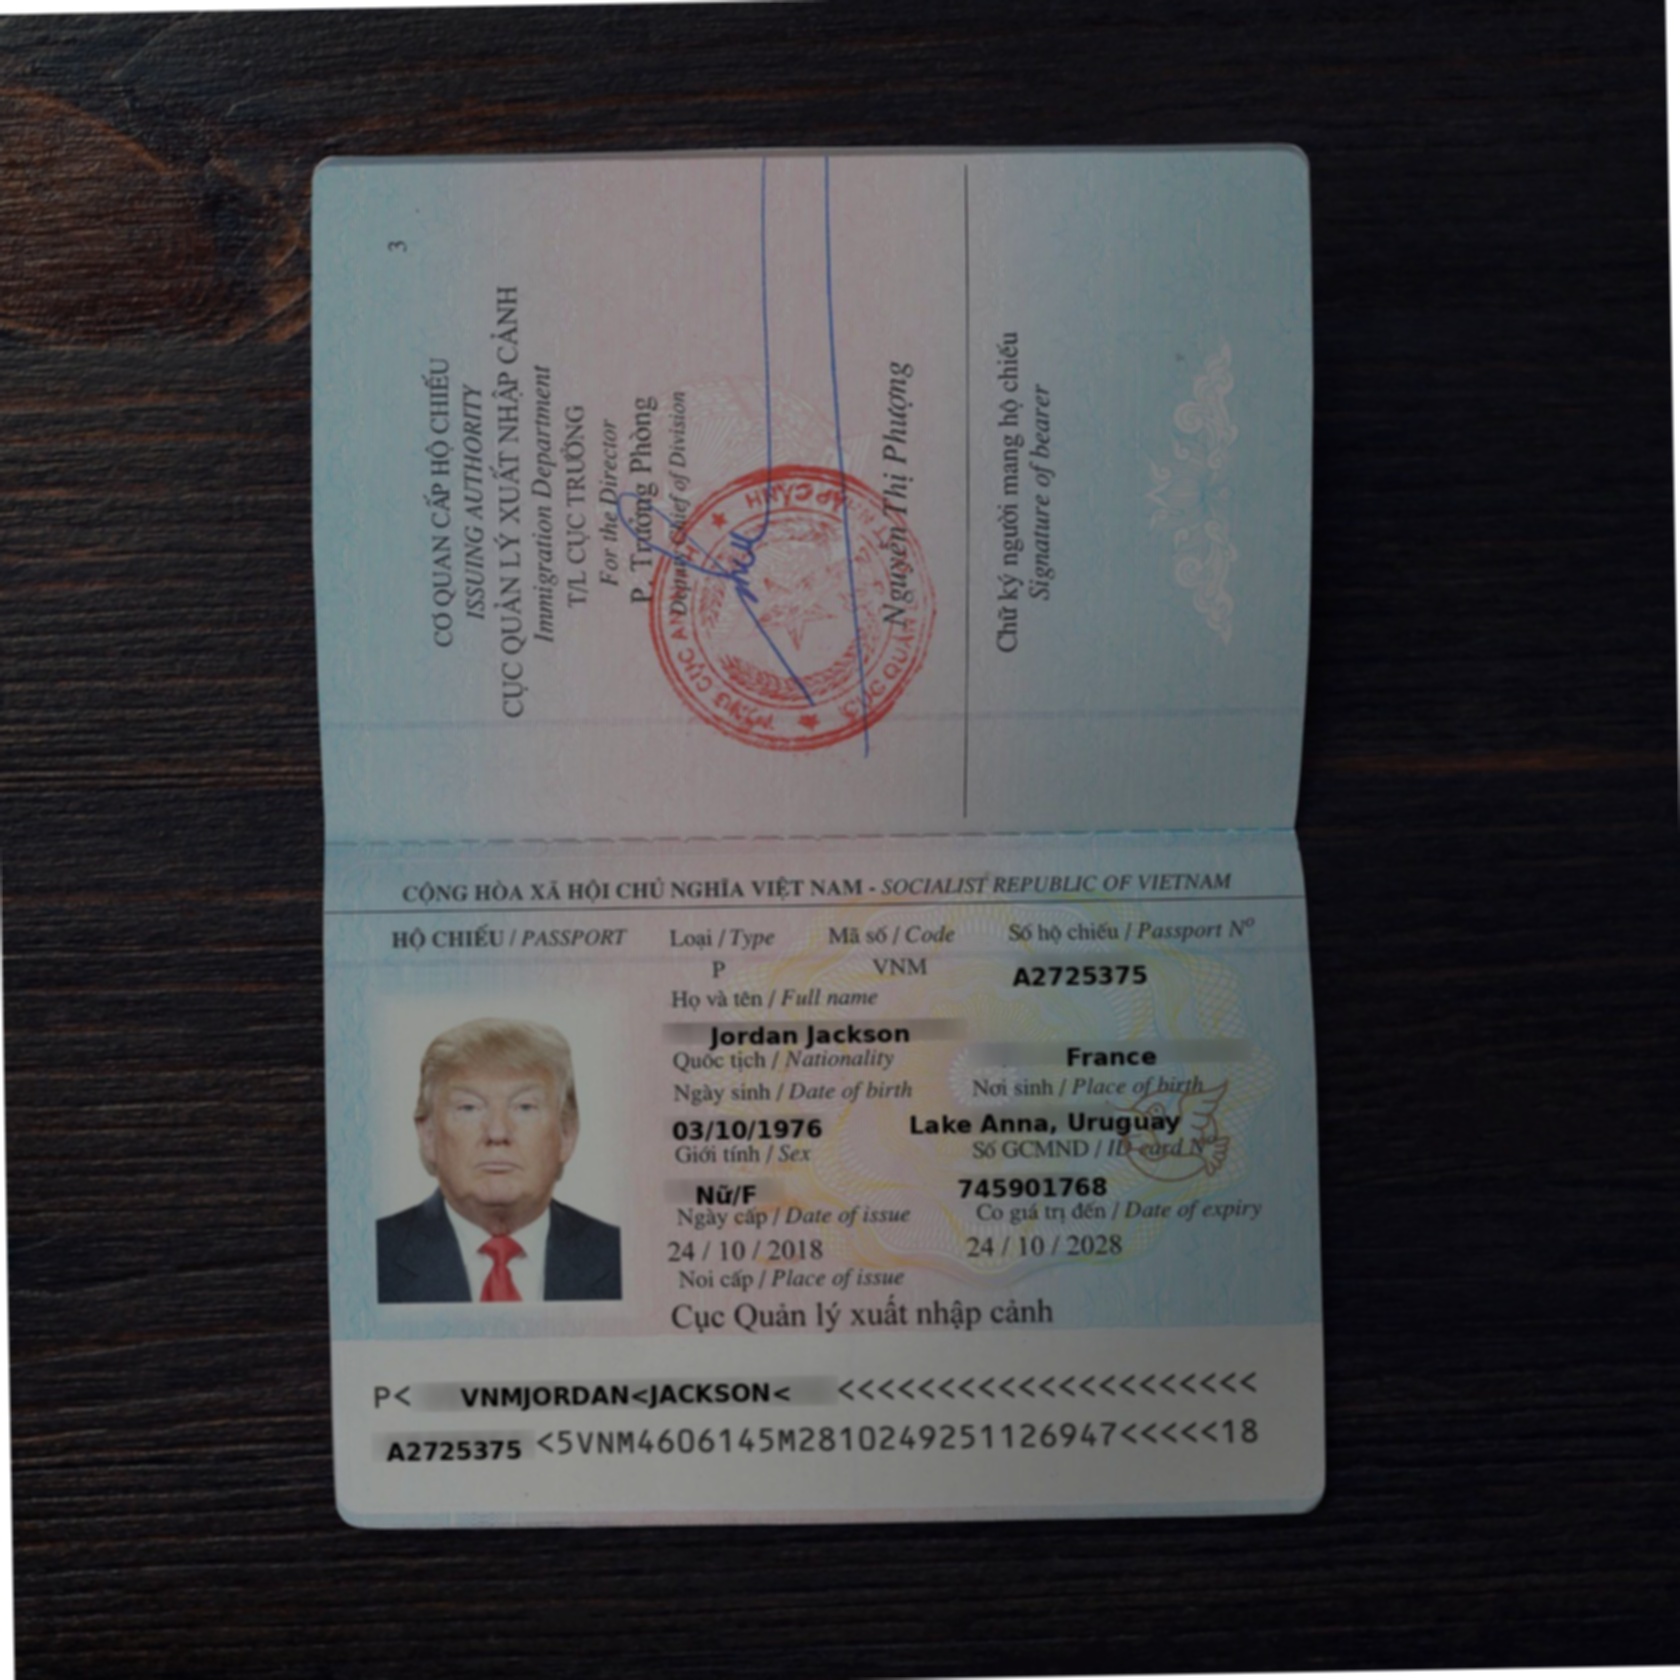 3
CƠ QUAN CẤP HỘ CHIẾU
ISSUING AUTHORITY
CỤC QUẢN LÝ XUẤT NHẬP CẢNH
Immigration Department
T/L CỤC TRƯỞNG
For the Director
P. Trưởng Phòng
Deputy Chief of Division
Nguyễn Thị Phượng
Chữ ký người mang hộ chiếu
Signature of bearer
CỘNG HÒA XÃ HỘI CHỦ NGHĨA VIỆT NAM - SOCIALIST REPUBLIC OF VIETNAM
HỘ CHIẾU / PASSPORT Loại / Type Mã số / Code Số hộ chiếu / Passport Nº
P VNM A2725375
Họ và tên / Full name
Jordan Jackson
Quốc tịch / Nationality France
Ngày sinh / Date of birth Nơi sinh / Place of birth
03/10/1976 Lake Anna, Uruguay
Giới tính / Sex Số GCMND / ID card Nº
Nữ/F 745901768
Ngày cấp / Date of issue Co giá trị đến / Date of expiry
24 / 10 / 2018 24 / 10 / 2028
Noi cấp / Place of issue
Cục Quản lý xuất nhập cảnh
P< VNMJORDAN<JACKSON< <<<<<<<<<<<<<<<<<<<<<
A2725375 <5VNM4606145M2810249251126947<<<<<18